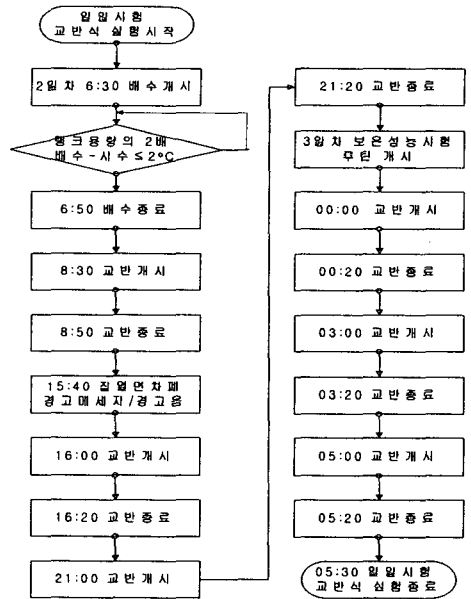 일일시험
교반식 실험시작
2일차 6:30 배수개시
탱크용량의 2배
배수-시수≤2°C
6:50 배수종료
8:30 교반개시
8:50 교반종료
15:40 집열면차폐
경고메세지/경고음
16:00 교반개시
16:20 교반종료
21:00 교반개시
21:20 교반종료
3일차 보온성능시험
루틴 개시
00:00 교반개시
00:20 교반종료
03:00 교반개시
03:20 교반종료
05:00 교반개시
05:20 교반종료
05:30 일일시험
교반식 실험종료